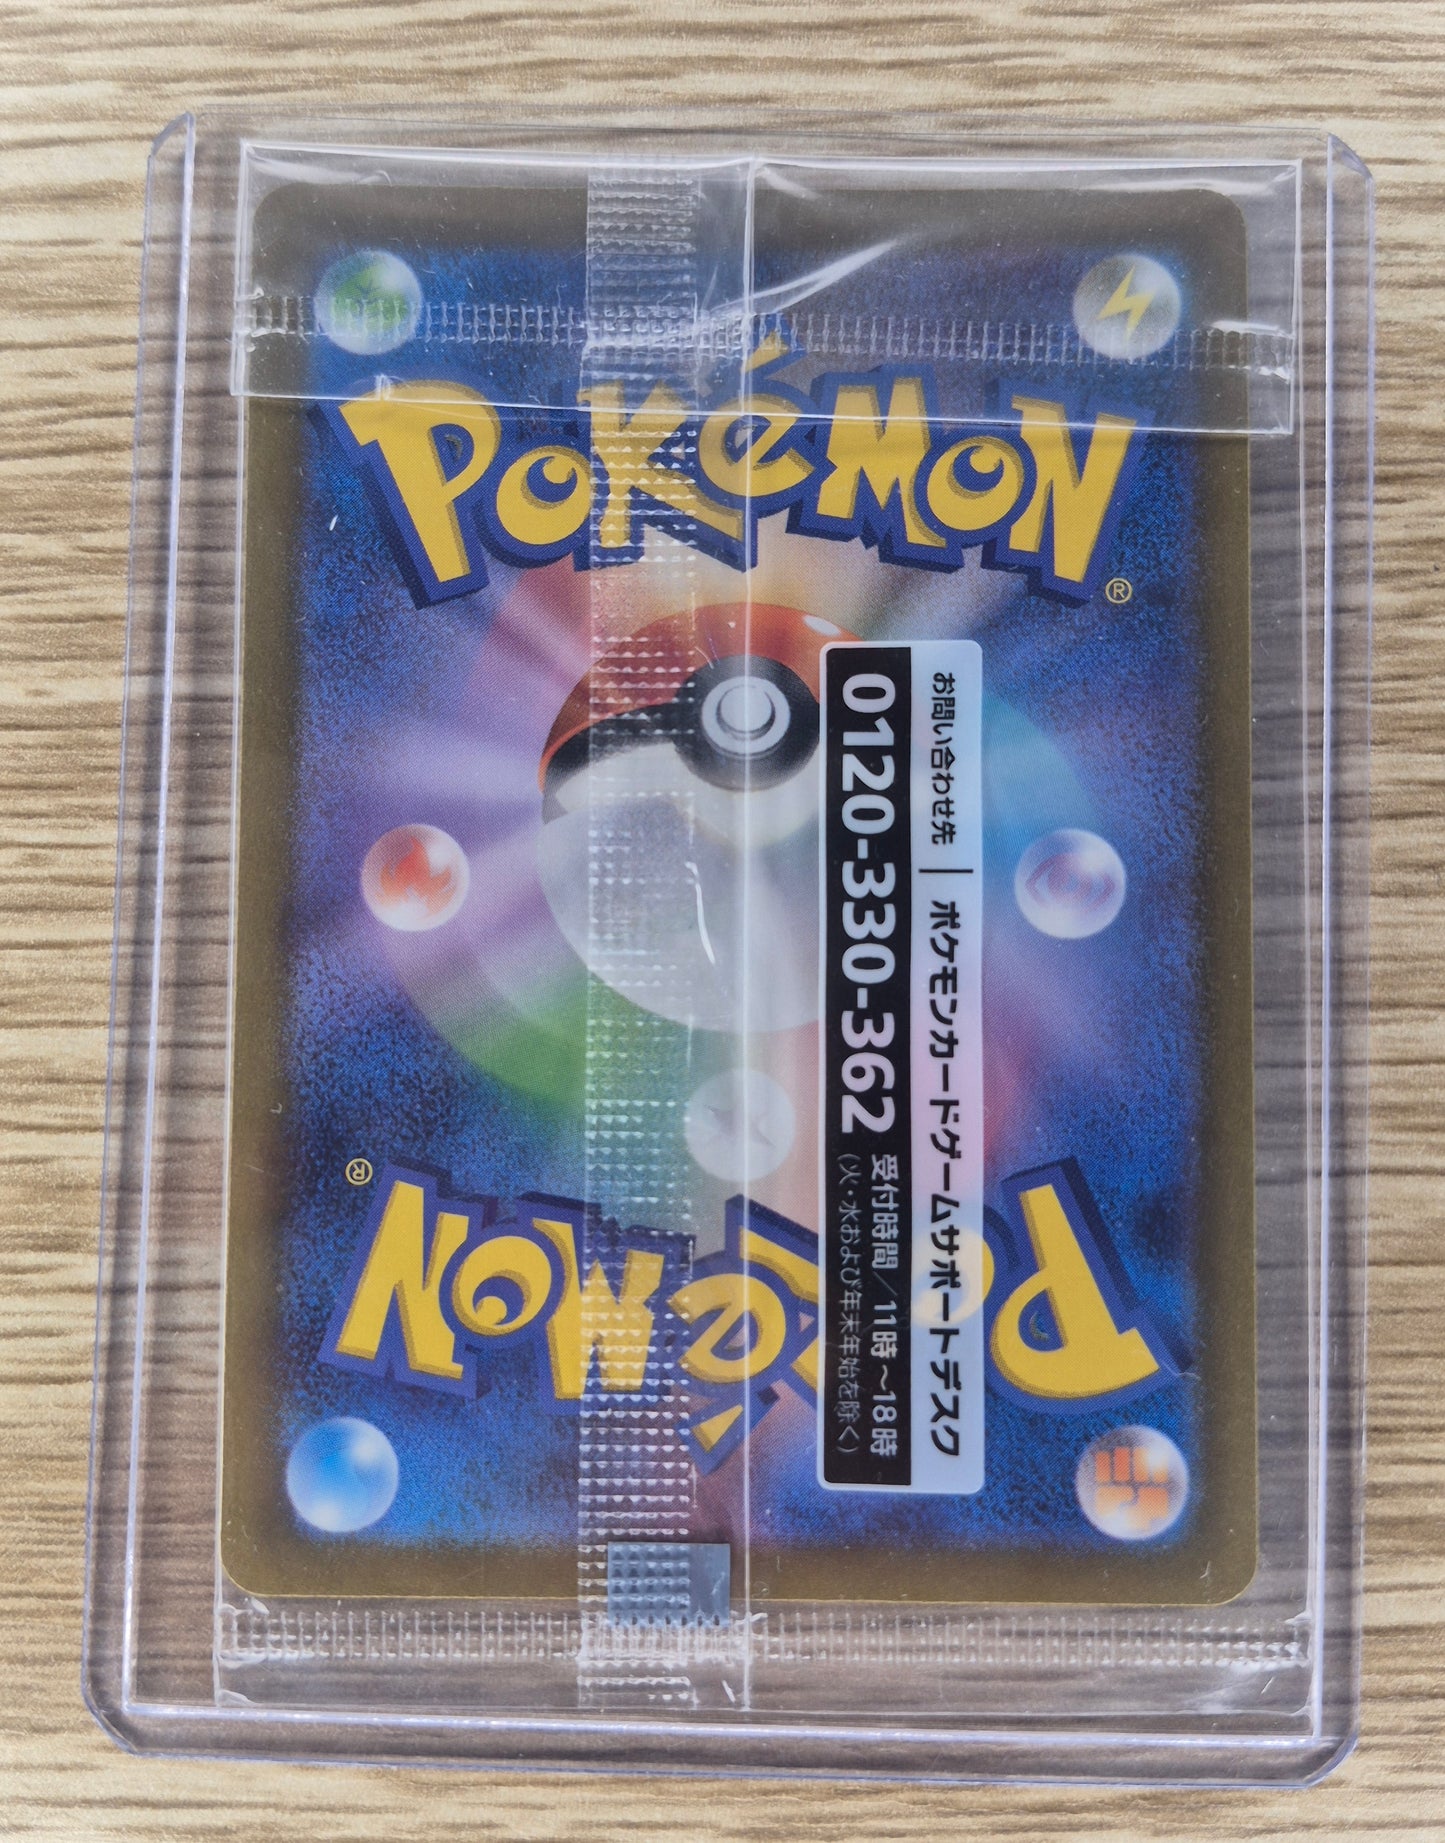 POKéMON
®
お問い合わせ先｜ポケモンカードゲームサポートデスク
0120-330-362 受付時間／11時～18時
(火・水および年末年始を除く)
POKéMON
®